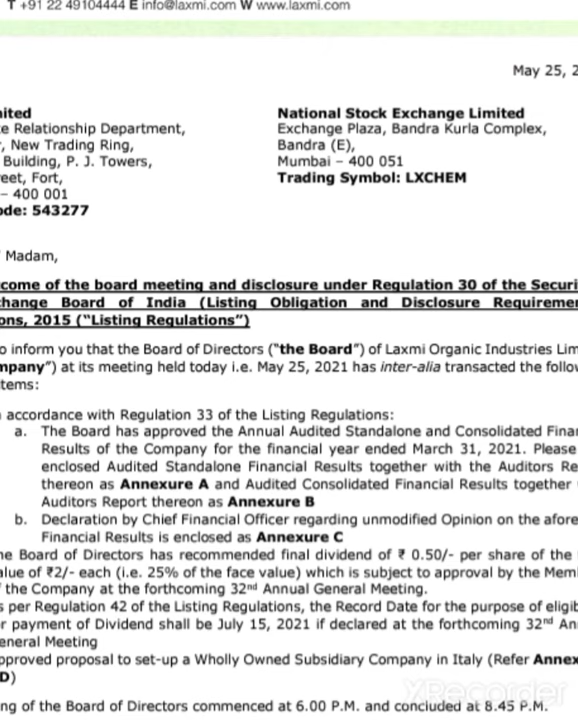 T +91 22 49104444 E info@laxmi.com W www.laxmi.com
May 25, 2
ited
e Relationship Department,
, New Trading Ring,
Building, P. J. Towers,
eet, Fort,
– 400 001
ode: 543277
National Stock Exchange Limited
Exchange Plaza, Bandra Kurla Complex,
Bandra (E),
Mumbai – 400 051
Trading Symbol: LXCHEM
Madam,
come of the board meeting and disclosure under Regulation 30 of the Securi
change Board of India (Listing Obligation and Disclosure Requiremen
ons, 2015 ("Listing Regulations")
o inform you that the Board of Directors ("the Board") of Laxmi Organic Industries Lim
mpany") at its meeting held today i.e. May 25, 2021 has inter-alia transacted the follow
tems:
accordance with Regulation 33 of the Listing Regulations:
a. The Board has approved the Annual Audited Standalone and Consolidated Finan
Results of the Company for the financial year ended March 31, 2021. Please
enclosed Audited Standalone Financial Results together with the Auditors Re
thereon as Annexure A and Audited Consolidated Financial Results together
Auditors Report thereon as Annexure B
b. Declaration by Chief Financial Officer regarding unmodified Opinion on the afore
Financial Results is enclosed as Annexure C
he Board of Directors has recommended final dividend of ₹ 0.50/- per share of the
alue of ₹2/- each (i.e. 25% of the face value) which is subject to approval by the Mem
f the Company at the forthcoming 32nd Annual General Meeting.
s per Regulation 42 of the Listing Regulations, the Record Date for the purpose of eligib
r payment of Dividend shall be July 15, 2021 if declared at the forthcoming 32nd An
eneral Meeting
pproved proposal to set-up a Wholly Owned Subsidiary Company in Italy (Refer Annex
D)
ng of the Board of Directors commenced at 6.00 P.M. and concluded at 8.45 P.M.
XRecorder